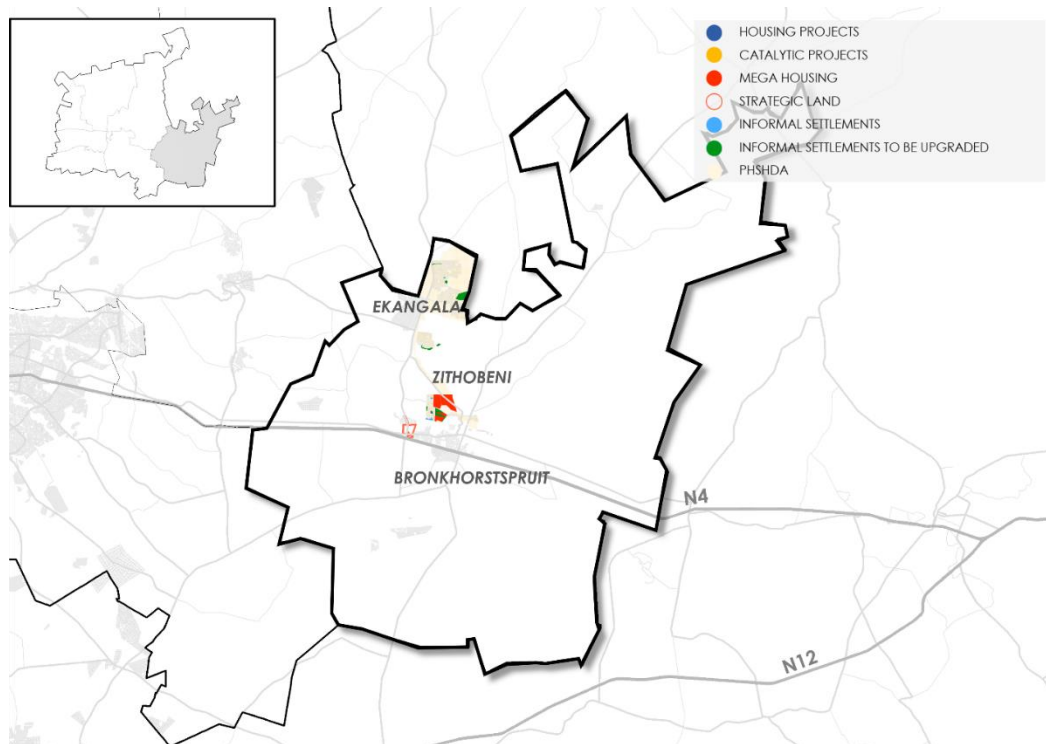 HOUSING PROJECTS
CATALYTIC PROJECTS
MEGA HOUSING
STRATEGIC LAND
INFORMAL SETTLEMENTS
INFORMAL SETTLEMENTS TO BE UPGRADED
PHSHDA
EKANGALA
ZITHOBENI
BRONKHORSTSPRUIT
N4
N12